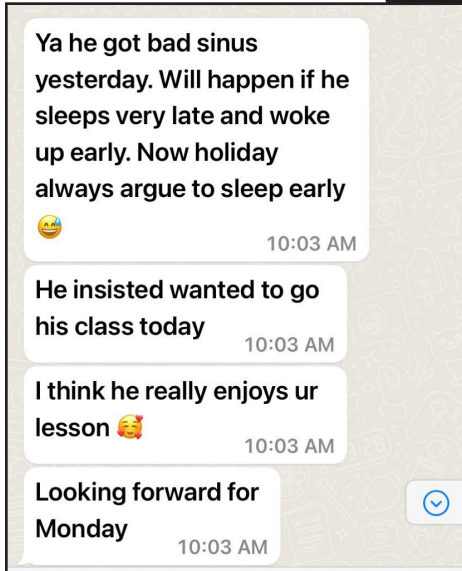 Ya he got bad sinus
yesterday. Will happen if he
sleeps very late and woke
up early. Now holiday
always argue to sleep early
😅
10:03 AM
He insisted wanted to go
his class today
10:03 AM
I think he really enjoys ur
lesson 🥰
10:03 AM
Looking forward for
Monday
10:03 AM